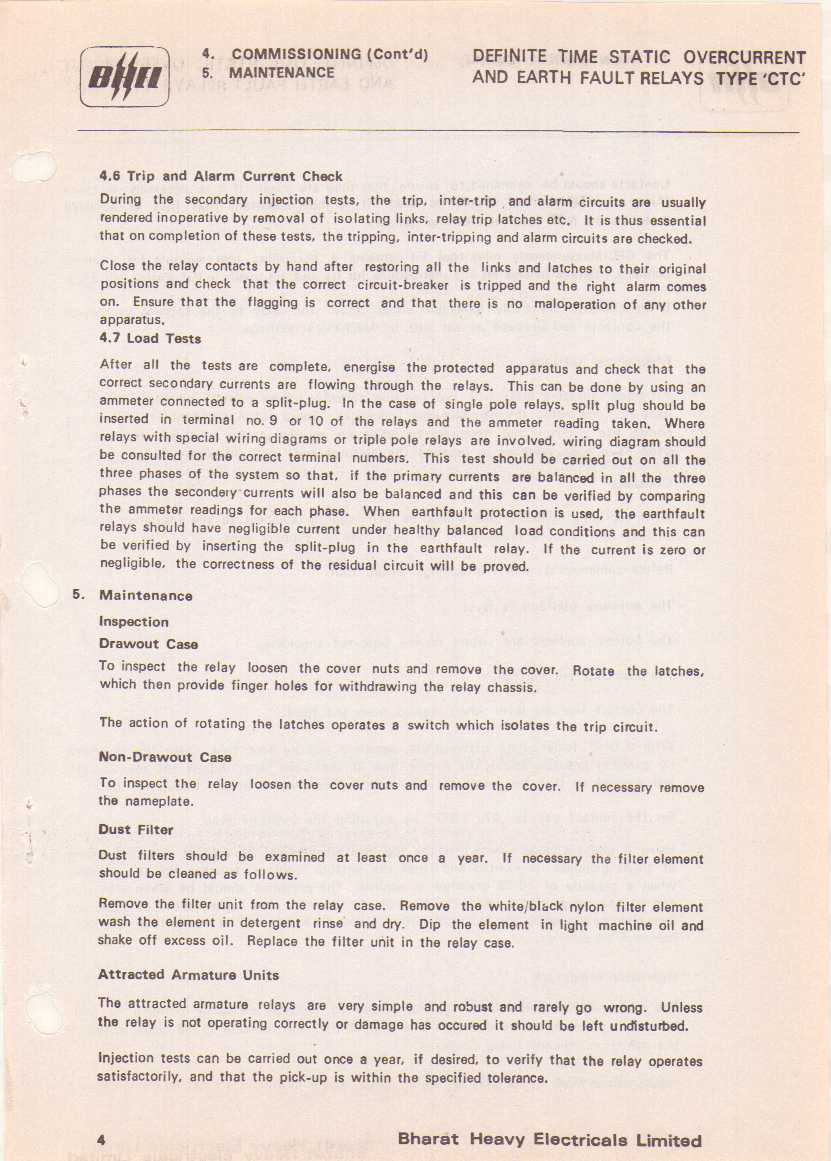 BHEL
4. COMMISSIONING (Cont'd)
5. MAINTENANCE
DEFINITE TIME STATIC OVERCURRENT
AND EARTH FAULT RELAYS TYPE 'CTC'
4.6 Trip and Alarm Current Check
During the secondary injection tests, the trip, inter-trip and alarm circuits are usually
rendered inoperative by removal of isolating links, relay trip latches etc. It is thus essential
that on completion of these tests, the tripping, inter-tripping and alarm circuits are checked.
Close the relay contacts by hand after restoring all the links and latches to their original
positions and check that the correct circuit-breaker is tripped and the right alarm comes
on. Ensure that the flagging is correct and that there is no maloperation of any other
apparatus.
4.7 Load Tests
After all the tests are complete, energise the protected apparatus and check that the
correct secondary currents are flowing through the relays. This can be done by using an
ammeter connected to a split-plug. In the case of single pole relays, split plug should be
inserted in terminal no. 9 or 10 of the relays and the ammeter reading taken. Where
relays with special wiring diagrams or triple pole relays are involved, wiring diagram should
be consulted for the correct terminal numbers. This test should be carried out on all the
three phases of the system so that, if the primary currents are balanced in all the three
phases the secondery currents will also be balanced and this can be verified by comparing
the ammeter readings for each phase. When earthfault protection is used, the earthfault
relays should have negligible current under healthy balanced load conditions and this can
be verified by inserting the split-plug in the earthfault relay. If the current is zero or
negligible, the correctness of the residual circuit will be proved.
5. Maintenance
Inspection
Drawout Case
To inspect the relay loosen the cover nuts and remove the cover. Rotate the latches,
which then provide finger holes for withdrawing the relay chassis.
The action of rotating the latches operates a switch which isolates the trip circuit.
Non-Drawout Case
To inspect the relay loosen the cover nuts and remove the cover. If necessary remove
the nameplate.
Dust Filter
Dust filters should be examined at least once a year. If necessary the filter element
should be cleaned as follows.
Remove the filter unit from the relay case. Remove the white/black nylon filter element
wash the element in detergent rinse and dry. Dip the element in light machine oil and
shake off excess oil. Replace the filter unit in the relay case.
Attracted Armature Units
The attracted armature relays are very simple and robust and rarely go wrong. Unless
the relay is not operating correctly or damage has occured it should be left undisturbed.
Injection tests can be carried out once a year, if desired, to verify that the relay operates
satisfactorily, and that the pick-up is within the specified tolerance.
4
Bharat Heavy Electricals Limited